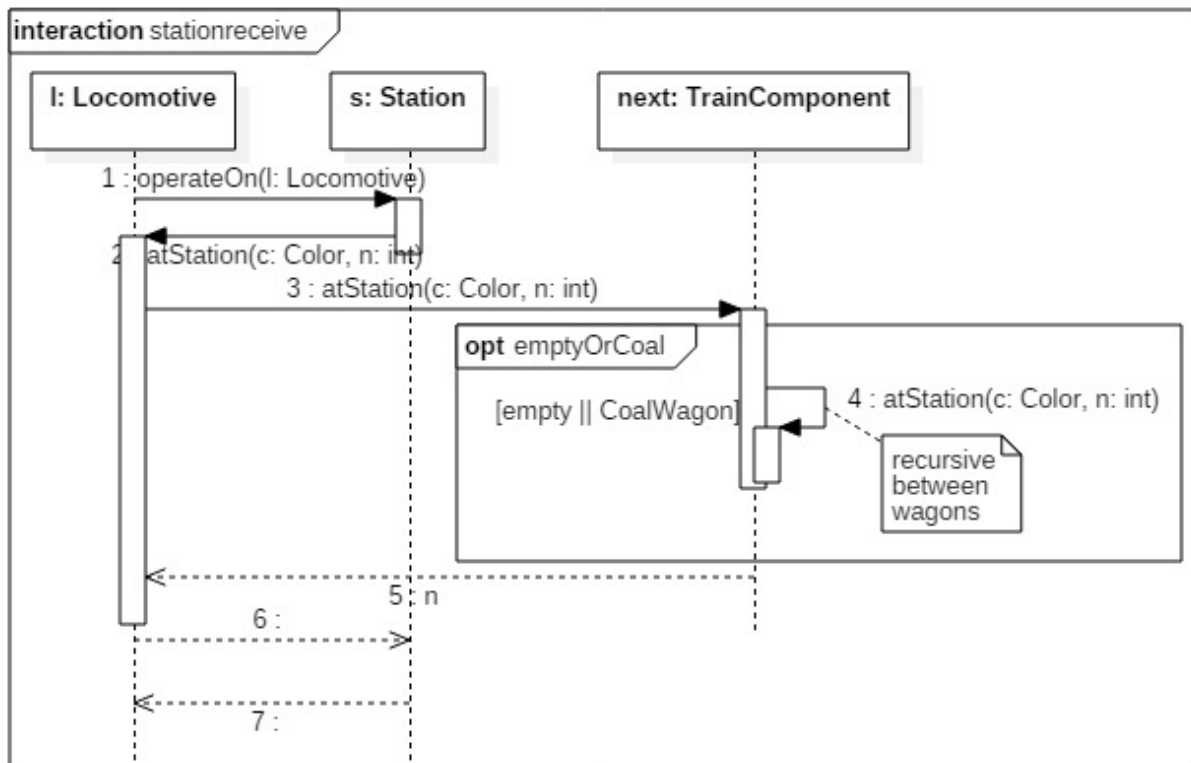 interaction stationreceive
l: Locomotive
s: Station
next: TrainComponent
1 : operateOn(l: Locomotive)
2 : atStation(c: Color, n: int)
3 : atStation(c: Color, n: int)
opt emptyOrCoal
[empty || CoalWagon]
4 : atStation(c: Color, n: int)
recursive
between
wagons
5 : n
6 :
7 :